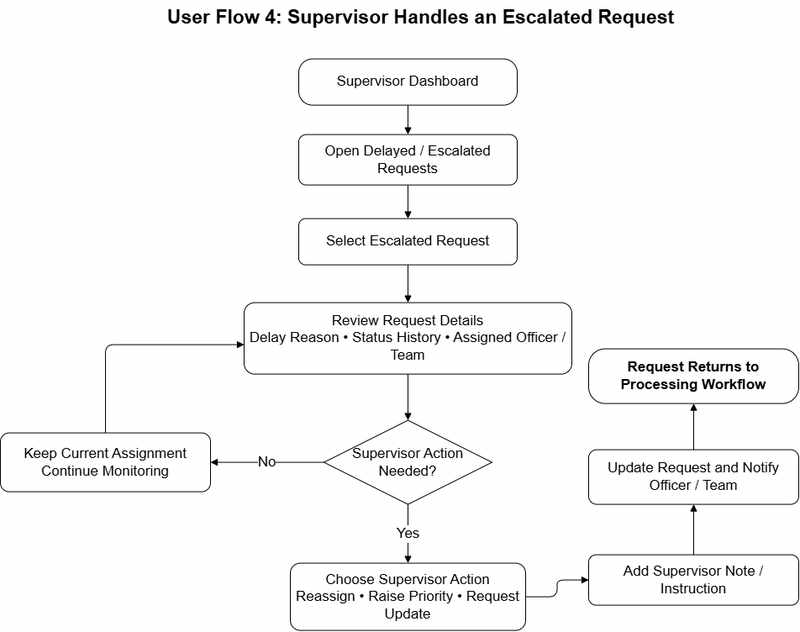 User Flow 4: Supervisor Handles an Escalated Request
Supervisor Dashboard
Open Delayed / Escalated
Requests
Select Escalated Request
Review Request Details
Delay Reason • Status History • Assigned Officer /
Team
Request Returns to
Processing Workflow
Keep Current Assignment
Continue Monitoring
No
Supervisor Action
Needed?
Update Request and Notify
Officer / Team
Yes
Choose Supervisor Action
Reassign • Raise Priority • Request
Update
Add Supervisor Note /
Instruction